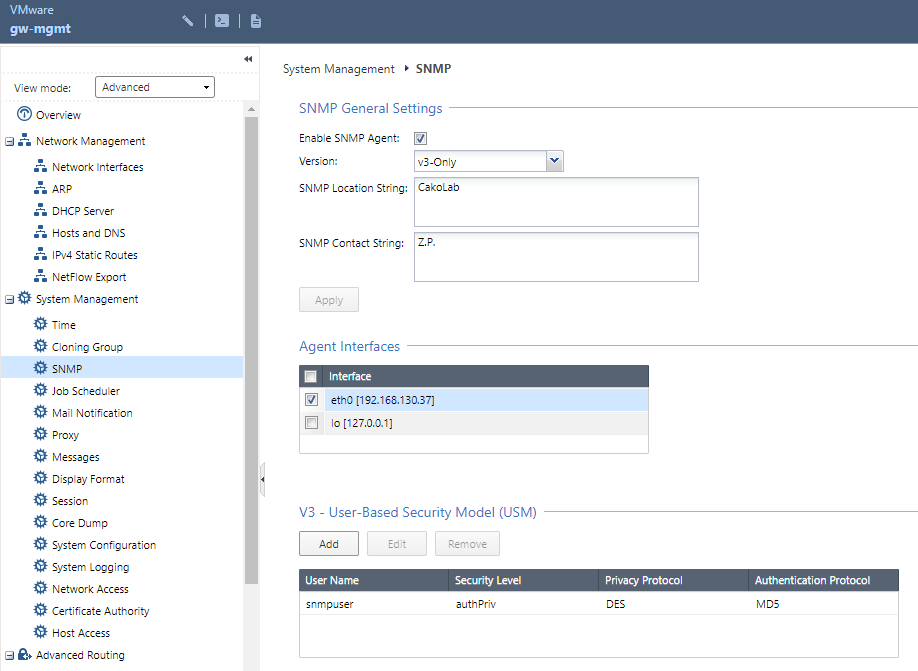 VMware
gw-mgmt
View mode:
Advanced
Overview
Network Management
Network Interfaces
ARP
DHCP Server
Hosts and DNS
IPv4 Static Routes
NetFlow Export
System Management
Time
Cloning Group
SNMP
Job Scheduler
Mail Notification
Proxy
Messages
Display Format
Session
Core Dump
System Configuration
System Logging
Network Access
Certificate Authority
Host Access
Advanced Routing
System Management SNMP
SNMP General Settings
Enable SNMP Agent:
Version: v3-Only
SNMP Location String: CakoLab
SNMP Contact String: Z.P.
Apply
Agent Interfaces
Interface
eth0 [192.168.130.37]
lo [127.0.0.1]
V3 - User-Based Security Model (USM)
Add Edit Remove
User Name Security Level Privacy Protocol Authentication Protocol
snmpuser authPriv DES MD5